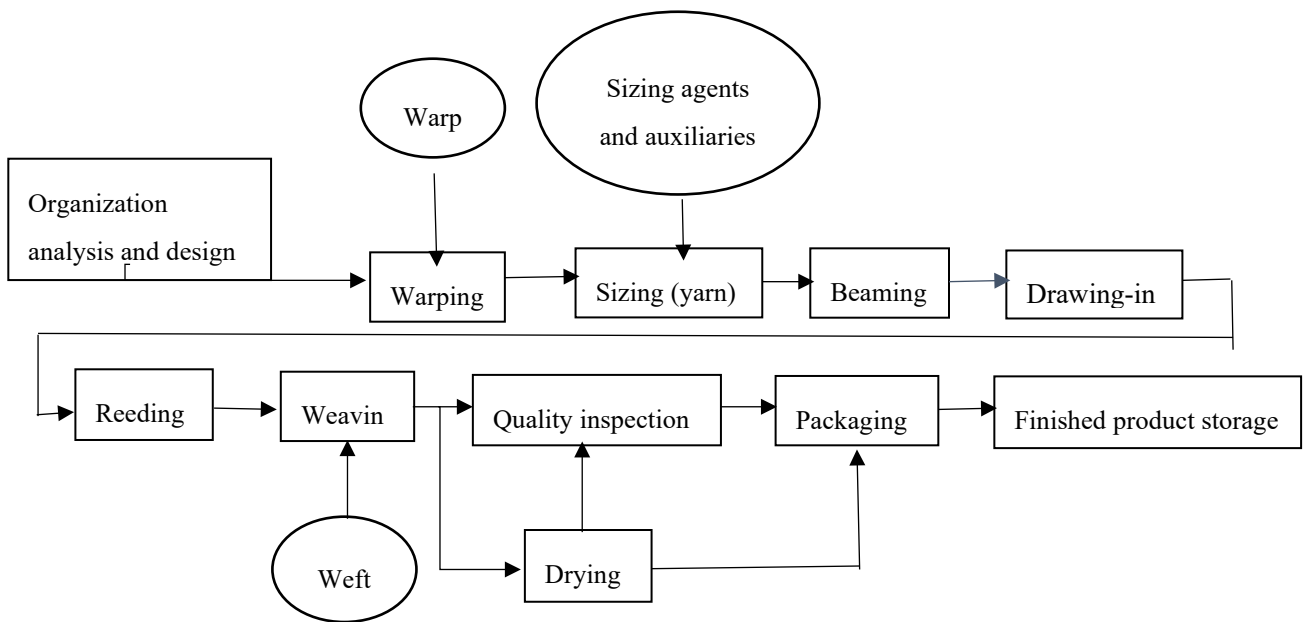 Warp
Sizing agents
and auxiliaries
Organization
analysis and design
Warping
Sizing (yarn)
Beaming
Drawing-in
Reeding
Weavin
Quality inspection
Packaging
Finished product storage
Weft
Drying